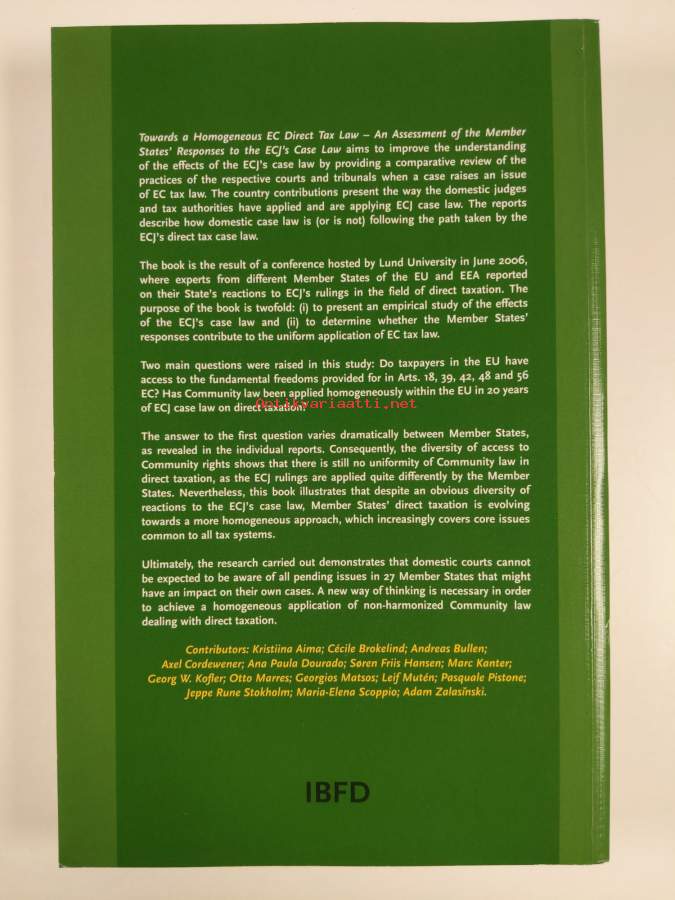 Towards a Homogeneous EC Direct Tax Law – An Assessment of the Member
States' Responses to the ECJ's Case Law aims to improve the understanding
of the effects of the ECJ's case law by providing a comparative review of the
practices of the respective courts and tribunals when a case raises an issue
of EC tax law. The country contributions present the way the domestic judges
and tax authorities have applied and are applying ECJ case law. The reports
describe how domestic case law is (or is not) following the path taken by the
ECJ's direct tax case law.
The book is the result of a conference hosted by Lund University in June 2006,
where experts from different Member States of the EU and EEA reported
on their State's reactions to ECJ's rulings in the field of direct taxation. The
purpose of the book is twofold: (i) to present an empirical study of the effects
of the ECJ's case law and (ii) to determine whether the Member States'
responses contribute to the uniform application of EC tax law.
Two main questions were raised in this study: Do taxpayers in the EU have
access to the fundamental freedoms provided for in Arts. 18, 39, 42, 48 and 56
EC? Has Community law been applied homogeneously within the EU in 20 years
of ECJ case law on direct taxation?
Antikvariaatti.net
The answer to the first question varies dramatically between Member States,
as revealed in the individual reports. Consequently, the diversity of access to
Community rights shows that there is still no uniformity of Community law in
direct taxation, as the ECJ rulings are applied quite differently by the Member
States. Nevertheless, this book illustrates that despite an obvious diversity of
reactions to the ECJ's case law, Member States' direct taxation is evolving
towards a more homogeneous approach, which increasingly covers core issues
common to all tax systems.
Ultimately, the research carried out demonstrates that domestic courts cannot
be expected to be aware of all pending issues in 27 Member States that might
have an impact on their own cases. A new way of thinking is necessary in order
to achieve a homogeneous application of non-harmonized Community law
dealing with direct taxation.
Contributors: Kristiina Aima; Cécile Brokelind; Andreas Bullen;
Axel Cordewener; Ana Paula Dourado; Søren Friis Hansen; Marc Kanter;
Georg W. Kofler; Otto Marres; Georgios Matsos; Leif Mutén; Pasquale Pistone;
Jeppe Rune Stokholm; Maria-Elena Scoppio; Adam Zalasĩnski.
IBFD